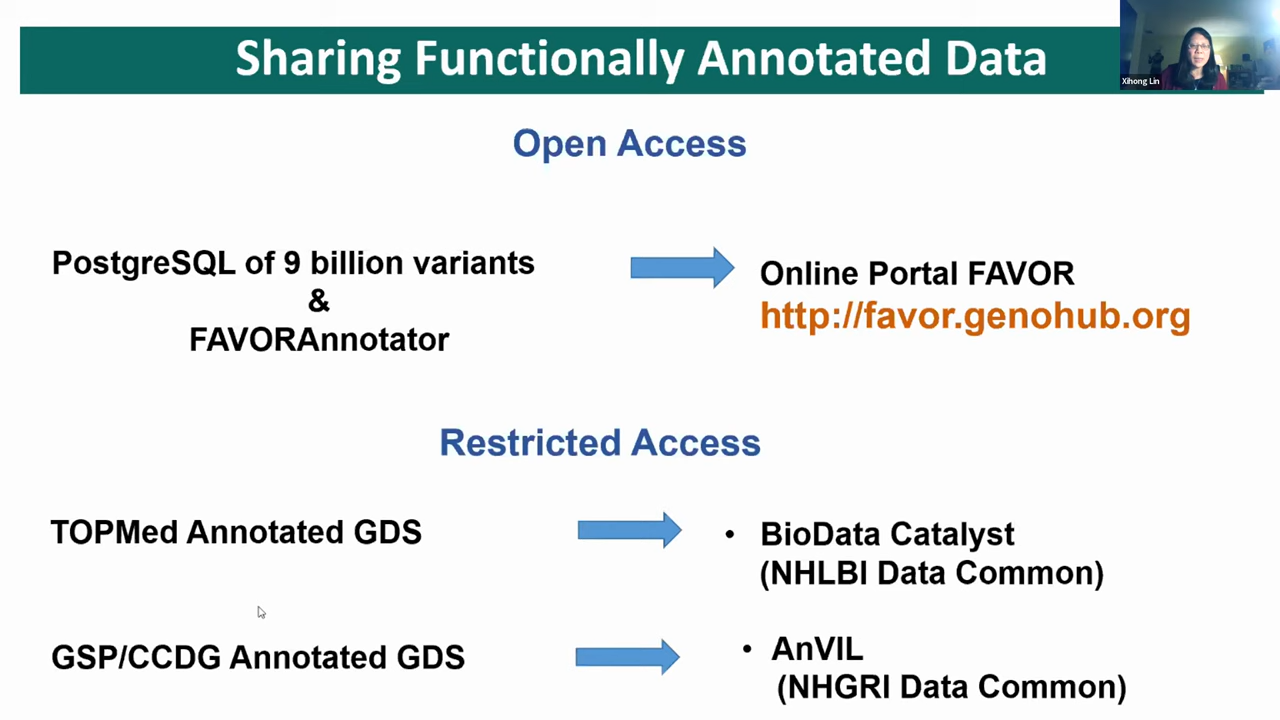 Sharing Functionally Annotated Data
Xihong Lin
Open Access
PostgreSQL of 9 billion variants
&
FAVORAnnotator
Online Portal FAVOR
http://favor.genohub.org
Restricted Access
TOPMed Annotated GDS
• BioData Catalyst
(NHLBI Data Common)
GSP/CCDG Annotated GDS
• AnVIL
(NHGRI Data Common)